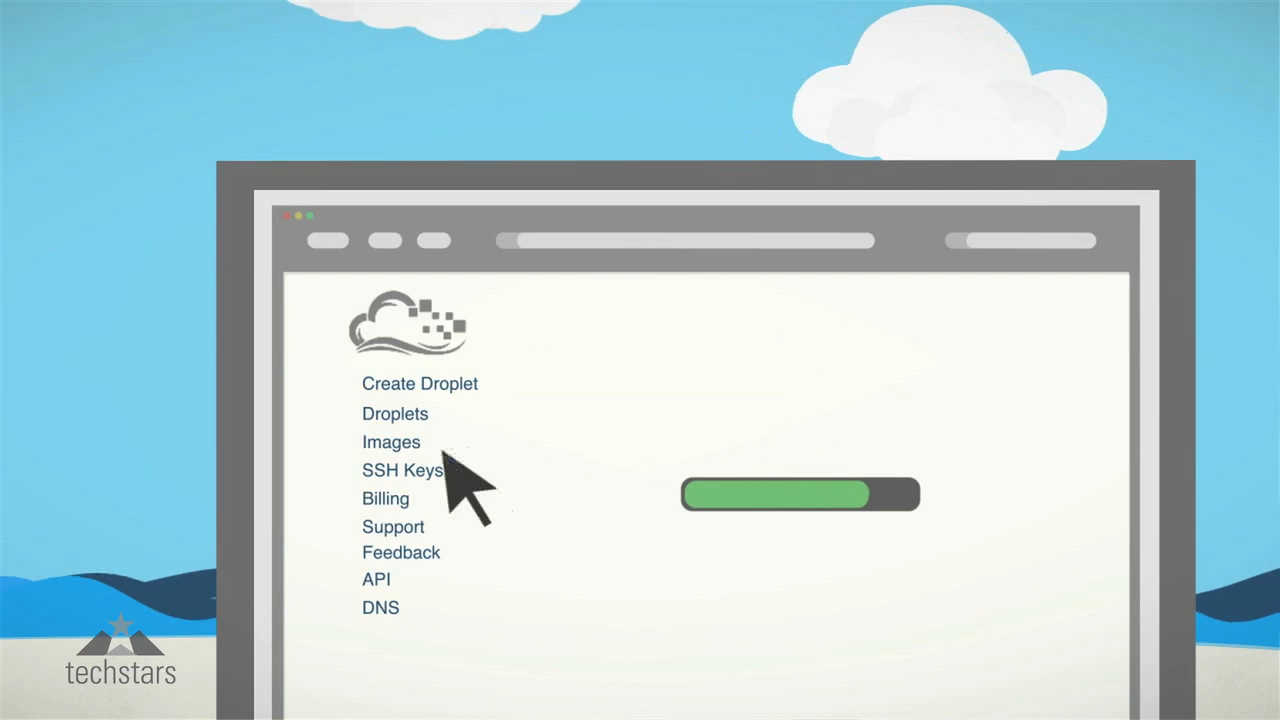 Create Droplet
Droplets
Images
SSH Keys
Billing
Support
Feedback
API
DNS
techstars